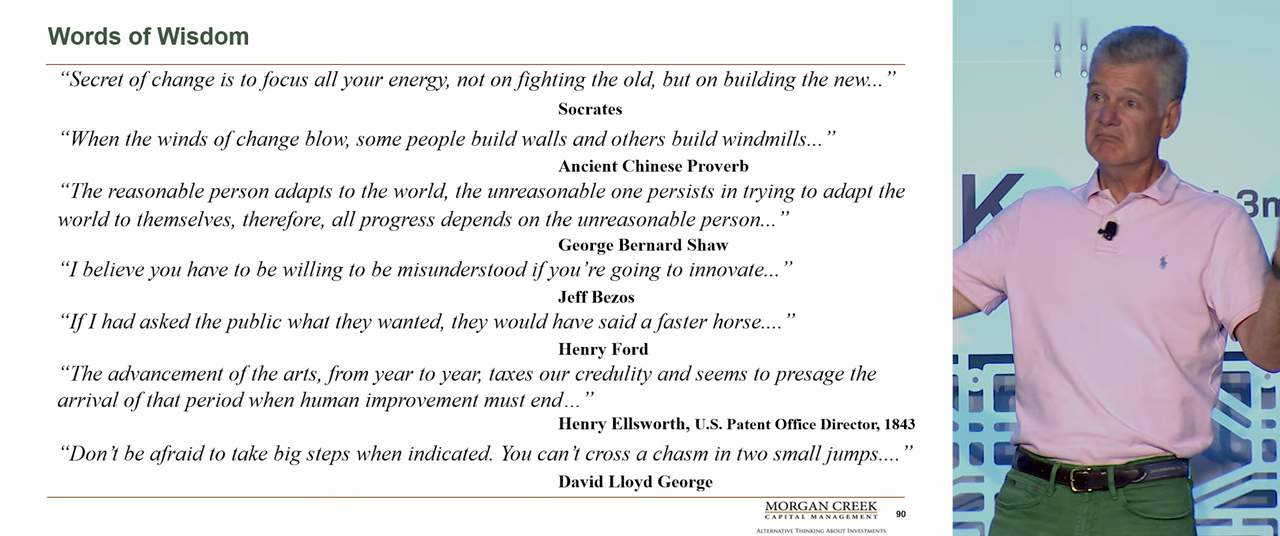 Words of Wisdom
“Secret of change is to focus all your energy, not on fighting the old, but on building the new...”
Socrates
“When the winds of change blow, some people build walls and others build windmills...”
Ancient Chinese Proverb
“The reasonable person adapts to the world, the unreasonable one persists in trying to adapt the
world to themselves, therefore, all progress depends on the unreasonable person...”
George Bernard Shaw
“I believe you have to be willing to be misunderstood if you’re going to innovate...”
Jeff Bezos
“If I had asked the public what they wanted, they would have said a faster horse....”
Henry Ford
“The advancement of the arts, from year to year, taxes our credulity and seems to presage the
arrival of that period when human improvement must end…”
Henry Ellsworth, U.S. Patent Office Director, 1843
“Don’t be afraid to take big steps when indicated. You can’t cross a chasm in two small jumps....”
David Lloyd George
MORGAN CREEK
CAPITAL MANAGEMENT
ALTERNATIVE THINKING ABOUT INVESTMENTS
90
K
3m